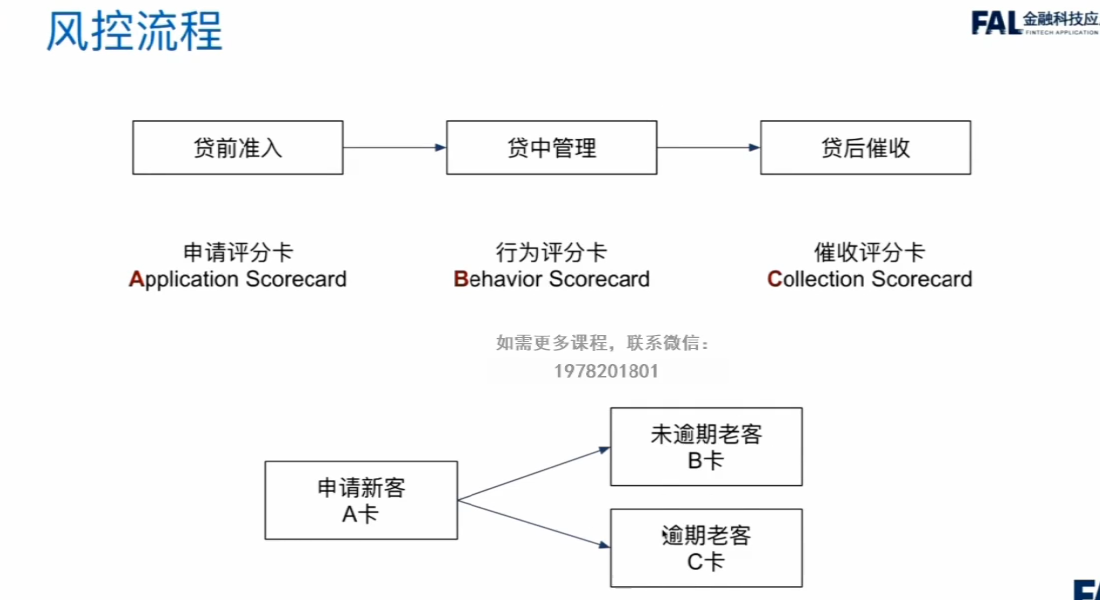 风控流程
FAL 金融科技应
FINTECH APPLICATION
贷前准入
贷中管理
贷后催收
申请评分卡
Application Scorecard
行为评分卡
Behavior Scorecard
催收评分卡
Collection Scorecard
如需更多课程，联系微信：
1978201801
申请新客
A卡
未逾期老客
B卡
逾期老客
C卡